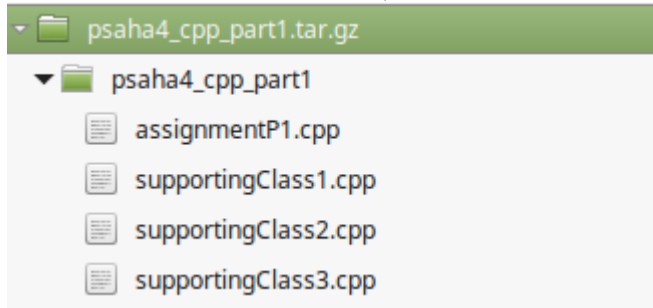 psaha4_cpp_part1.tar.gz
psaha4_cpp_part1
assignmentP1.cpp
supportingClass1.cpp
supportingClass2.cpp
supportingClass3.cpp